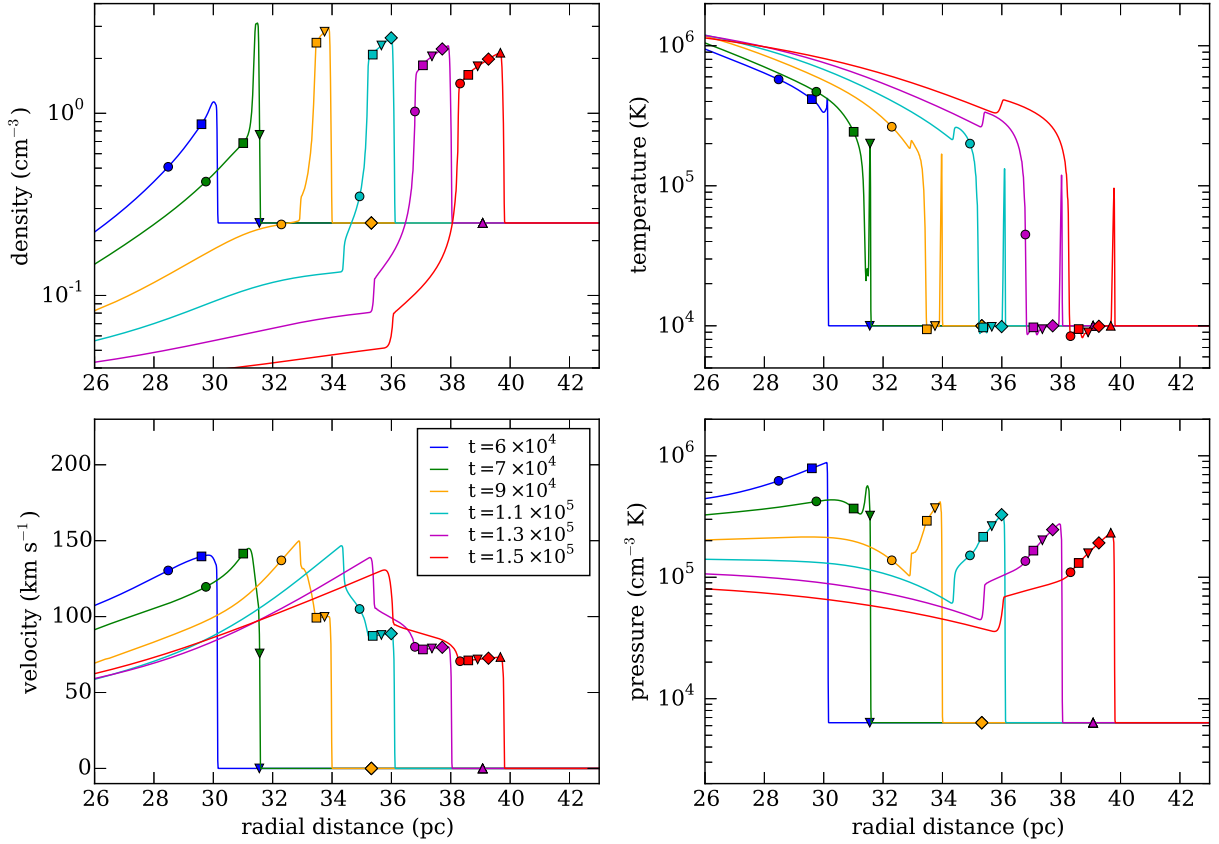 density (cm⁻³)
10⁰
10⁻¹
26 28 30 32 34 36 38 40 42
temperature (K)
10⁶
10⁵
10⁴
26 28 30 32 34 36 38 40 42
velocity (km s⁻¹)
200
150
100
50
0
26 28 30 32 34 36 38 40 42
radial distance (pc)
t=6×10⁴
t=7×10⁴
t=9×10⁴
t=1.1×10⁵
t=1.3×10⁵
t=1.5×10⁵
pressure (cm⁻³ K)
10⁶
10⁵
10⁴
26 28 30 32 34 36 38 40 42
radial distance (pc)